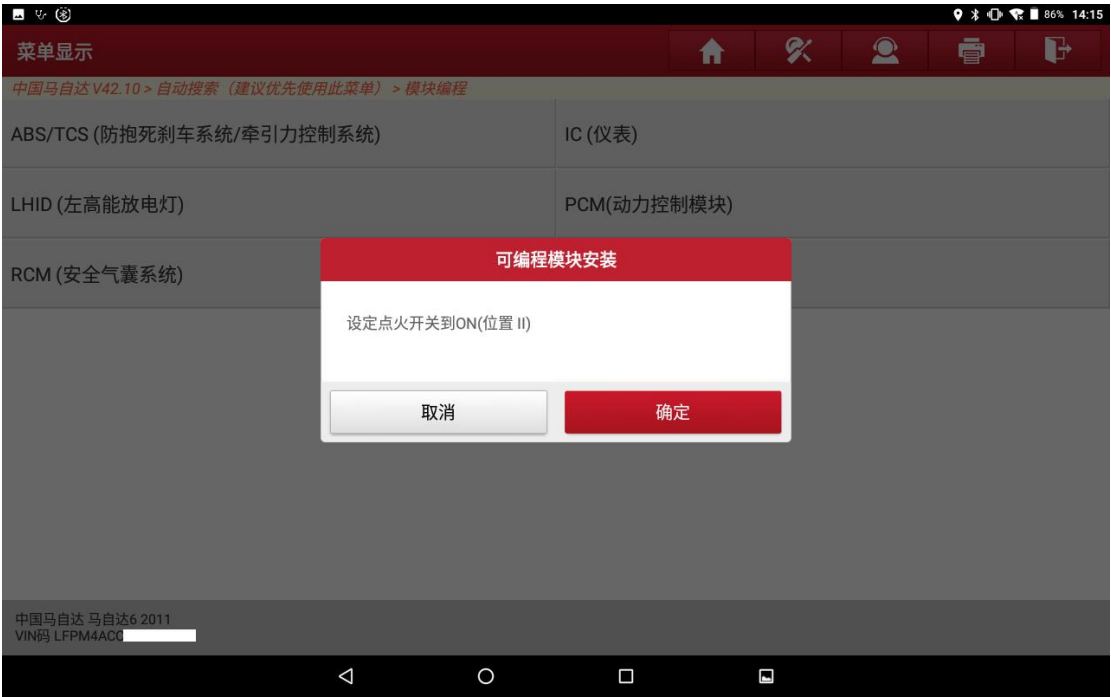 86% 14:15
菜单显示
中国马自达 V42.10 > 自动搜索（建议优先使用此菜单） > 模块编程
ABS/TCS (防抱死刹车系统/牵引力控制系统)
IC (仪表)
LHID (左高能放电灯)
PCM(动力控制模块)
RCM (安全气囊系统)
可编程模块安装
设定点火开关到ON(位置 II)
取消
确定
中国马自达 马自达6 2011
VIN码 LFPM4ACC